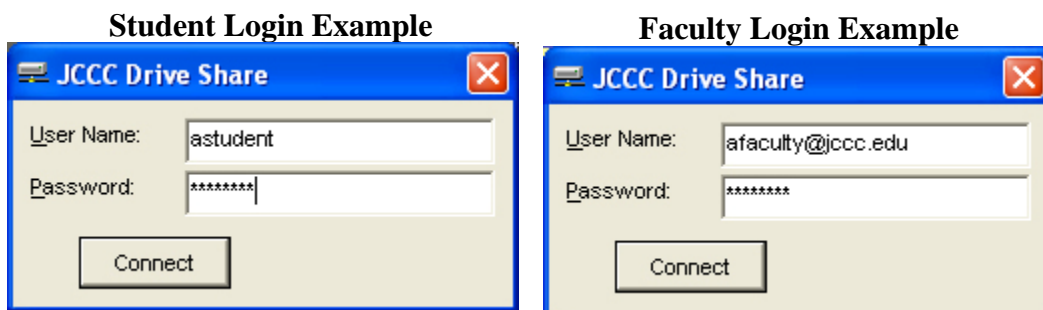 Student Login Example
JCCC Drive Share
User Name: astudent
Password: ********
Connect
Faculty Login Example
JCCC Drive Share
User Name: afaculty@jccc.edu
Password: ********
Connect